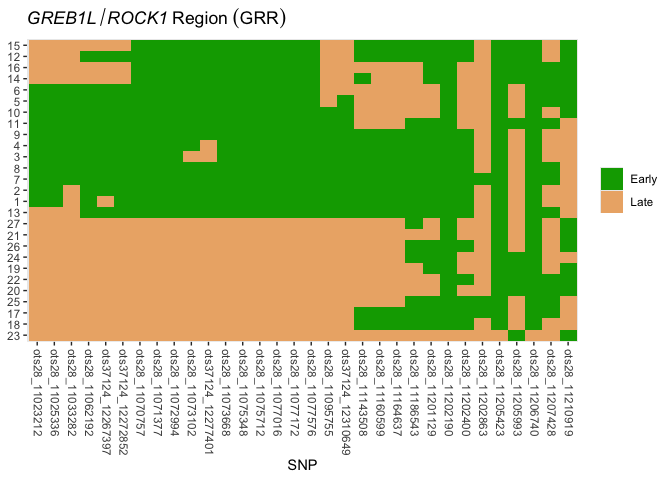 GREB1L/ROCK1 Region (GRR)
15
12
16
14
6
5
10
11
9
4
3
8
7
2
1
13
27
21
26
24
19
22
20
25
17
18
23
Early
Late
ots28_11023212
ots28_11025336
ots28_11033282
ots28_11062192
ots37124_12267397
ots37124_12272852
ots28_11070757
ots28_11071377
ots28_11072994
ots28_11073102
ots37124_12277401
ots28_11073668
ots28_11075348
ots28_11075712
ots28_11077016
ots28_11077172
ots28_11077576
ots28_11095755
ots37124_12310649
ots28_11143508
ots28_11160599
ots28_11164637
ots28_11186543
ots28_11201129
ots28_11202190
ots28_11202400
ots28_11202863
ots28_11205423
ots28_11205993
ots28_11206740
ots28_11207428
ots28_11210919
SNP